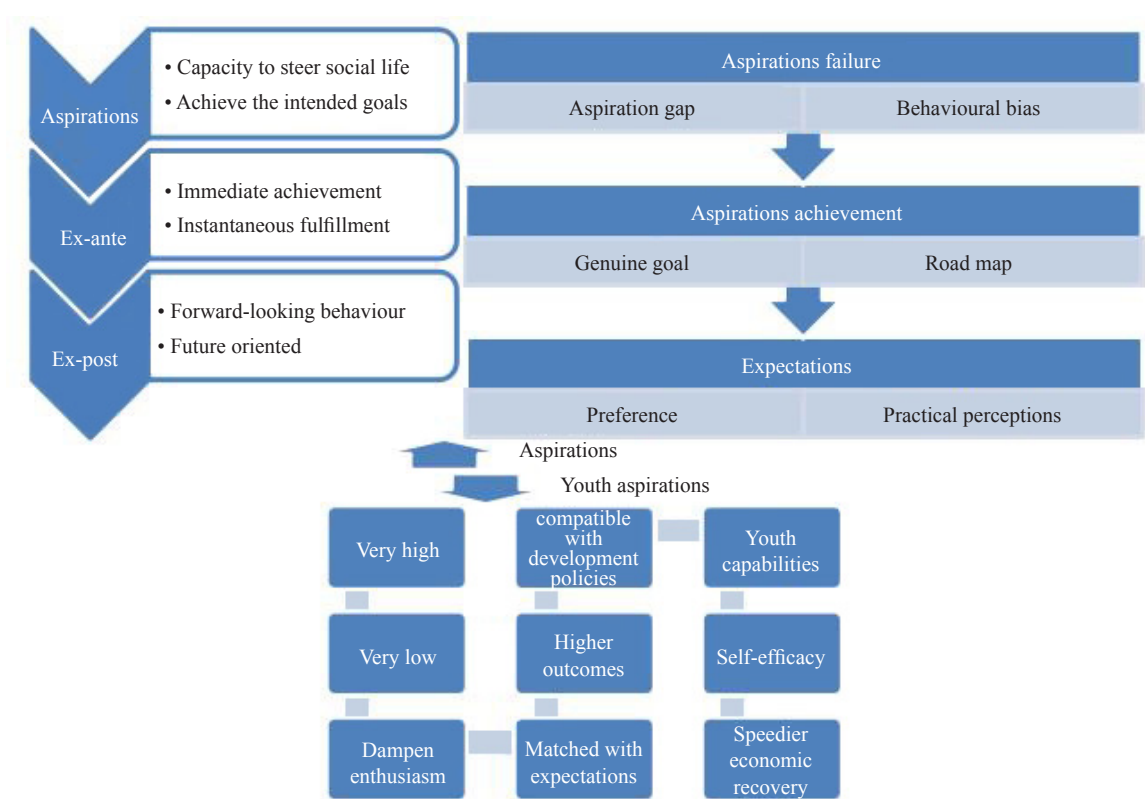 Aspirations
• Capacity to steer social life
• Achieve the intended goals
Ex-ante
• Immediate achievement
• Instantaneous fulfillment
Ex-post
• Forward-looking behaviour
• Future oriented
Aspirations failure
Aspiration gap
Behavioural bias
Aspirations achievement
Genuine goal
Road map
Expectations
Preference
Practical perceptions
Aspirations
Youth aspirations
Very high
Very low
Dampen
enthusiasm
Matched with
expectations
Higher
outcomes
compatible
with
development
policies
Youth
capabilities
Self-efficacy
Speedier
economic
recovery